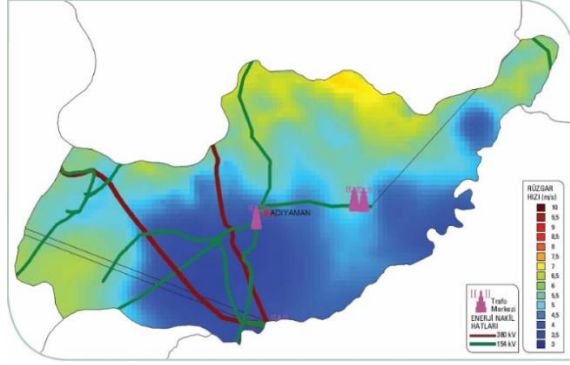 ADIYAMAN
RÜZGAR
HIZI (m/s)
10
9,5
9
8,5
8
7,5
7
6,5
6
5,5
5
4,5
4
3,5
3
Trafo
Merkezi
ENERJİ NAKİL
HATLARI
380 kV
154 kV